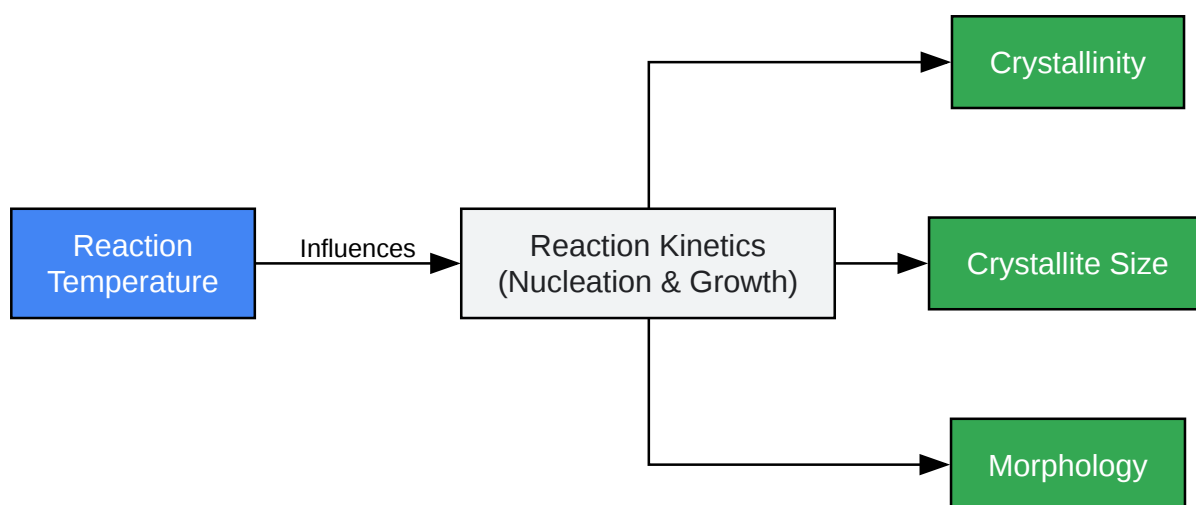 Crystallinity
Reaction
Temperature
Influences
Reaction Kinetics
(Nucleation & Growth)
Crystallite Size
Morphology